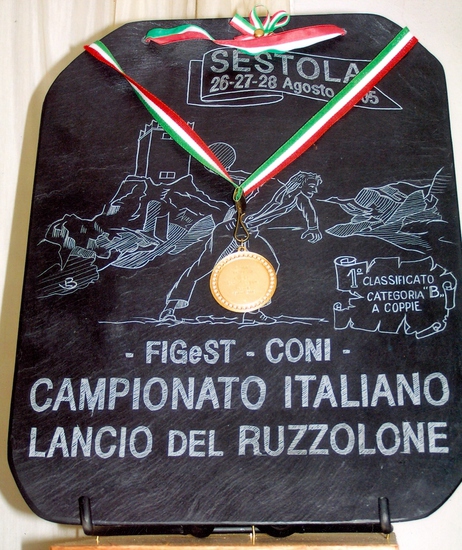 SESTOLA
26-27-28 Agosto
B
1° CLASSIFICATO
CATEGORIA "B"
A COPPIE
- FIGeST - CONI -
CAMPIONATO ITALIANO
LANCIO DEL RUZZOLONE